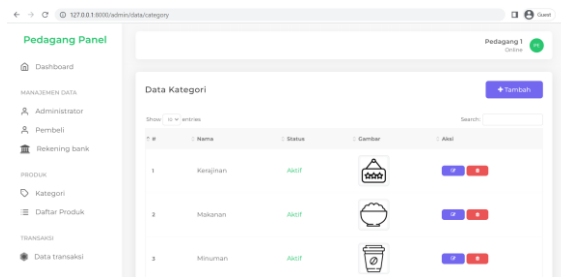 127.0.0.1:8000/admin/data/category
Guest
Pedagang Panel
Pedagang 1
Online
PE
Dashboard
MANAJEMEN DATA
Administrator
Pembeli
Rekening bank
PRODUK
Kategori
Daftar Produk
TRANSAKSI
Data transaksi
Data Kategori
+ Tambah
Show 10 entries
Search:
# Nama Status Gambar Aksi
1 Kerajinan Aktif
2 Makanan Aktif
3 Minuman Aktif